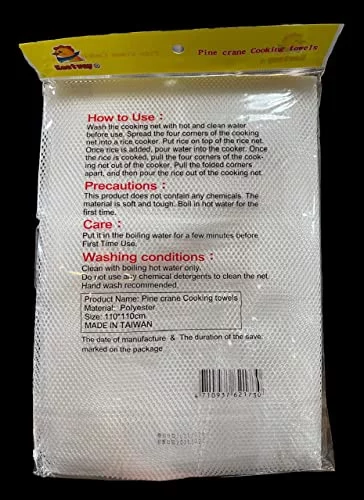 Eastway®
Pine crane Cooking towels
How to Use :
Wash the cooking net with hot and clean water
before use. Spread the four corners of the cooking
net into a rice cooker. Put rice on top of the rice net.
Once rice is added, pour water into the cooker. Once
the rice is cooked, pull the four corners of the cook-
ing net out of the cooker. Pull the folded corners
apart, and then pour the rice out of the cooking net.
Precautions :
This product does not contain any chemicals. The
material is soft and tough. Boil in hot water for the
first time.
Care :
Put it in the boiling water for a few minutes before
First Time Use.
Washing conditions :
Clean with boiling hot water only.
Do not use any chemical detergents to clean the net.
Hand wash recommended.
Product Name: Pine crane Cooking towels
Material: Polyester
Size: 110*110cm
MADE IN TAIWAN
The date of manufacture & The duration of the save:
marked on the package
4 710937 621730